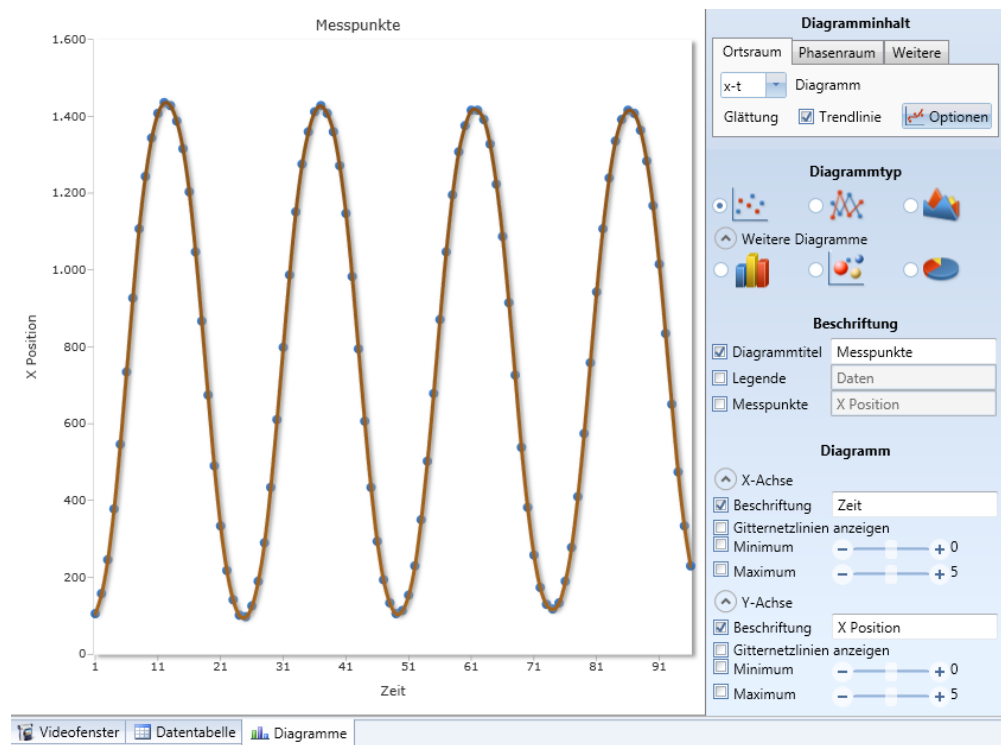 Messpunkte
1.600
1.400
1.200
1.000
800
600
400
200
0
1 11 21 31 41 51 61 71 81 91
X Position
Zeit
Diagramminhalt
Ortsraum Phasenraum Weitere
x-t Diagramm
Glättung Trendlinie Optionen
Diagrammtyp
Weitere Diagramme
Beschriftung
Diagrammtitel Messpunkte
Legende Daten
Messpunkte X Position
Diagramm
X-Achse
Beschriftung Zeit
Gitternetzlinien anzeigen
Minimum 0
Maximum 5
Y-Achse
Beschriftung X Position
Gitternetzlinien anzeigen
Minimum 0
Maximum 5
Videofenster Datentabelle Diagramme